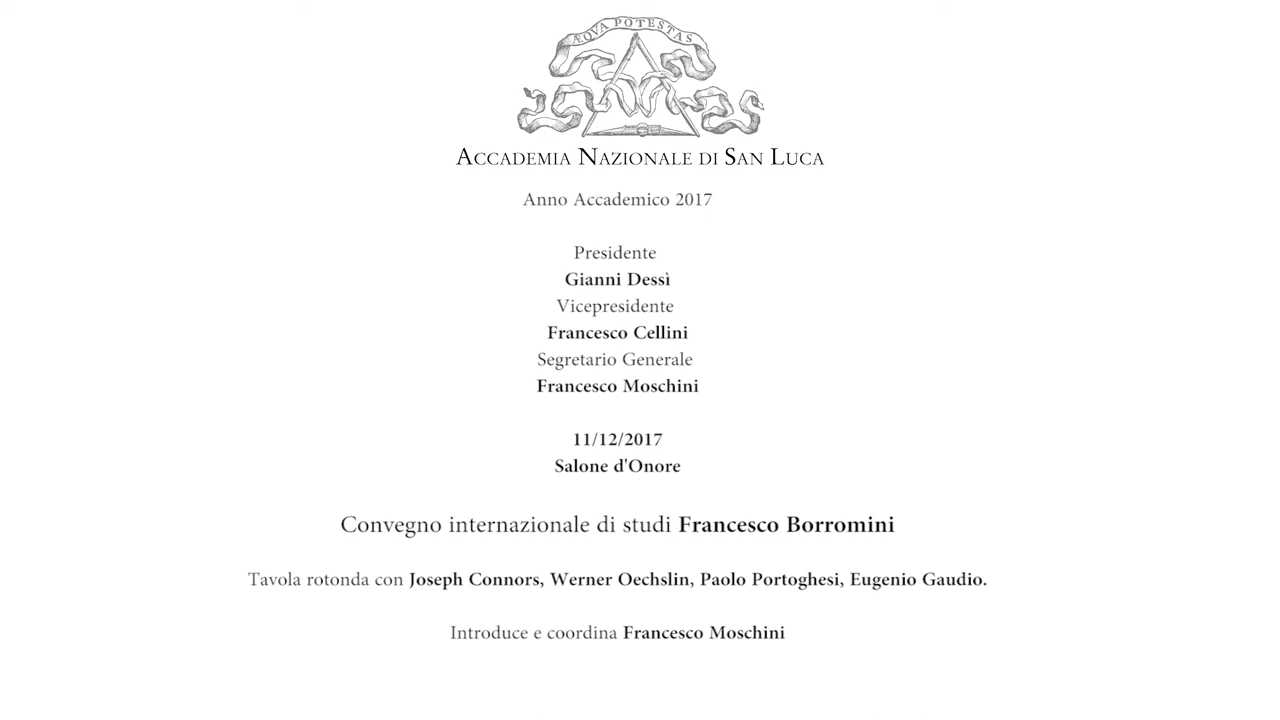 ÆQVA POTESTAS
ACCADEMIA NAZIONALE DI SAN LUCA
Anno Accademico 2017
Presidente
Gianni Dessì
Vicepresidente
Francesco Cellini
Segretario Generale
Francesco Moschini
11/12/2017
Salone d'Onore
Convegno internazionale di studi Francesco Borromini
Tavola rotonda con Joseph Connors, Werner Oechslin, Paolo Portoghesi, Eugenio Gaudio.
Introduce e coordina Francesco Moschini